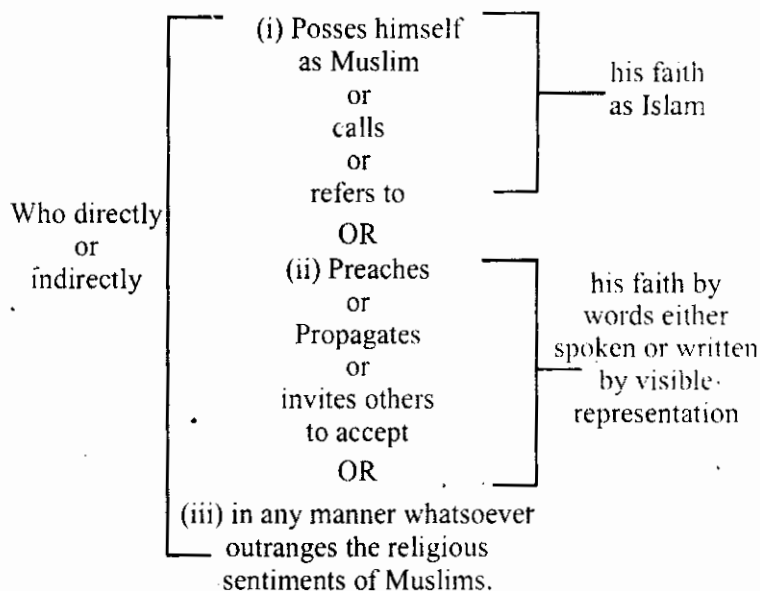 Who directly
or
indirectly
(i) Posses himself
as Muslim
or
calls
or
refers to
OR
his faith
as Islam
(ii) Preaches
or
Propagates
or
invites others
to accept
OR
his faith by
words either
spoken or written
by visible
representation
(iii) in any manner whatsoever
outranges the religious
sentiments of Muslims.